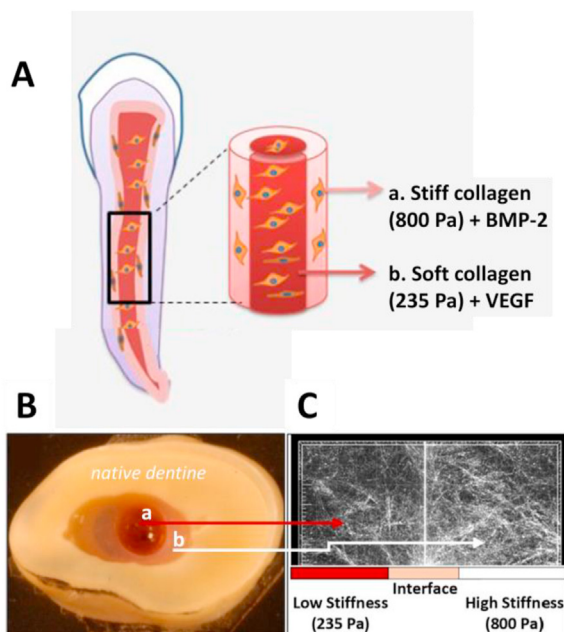 A
a. Stiff collagen
(800 Pa) + BMP-2
b. Soft collagen
(235 Pa) + VEGF
B
native dentine
a
b
C
Interface
Low Stiffness
(235 Pa)
High Stiffness
(800 Pa)